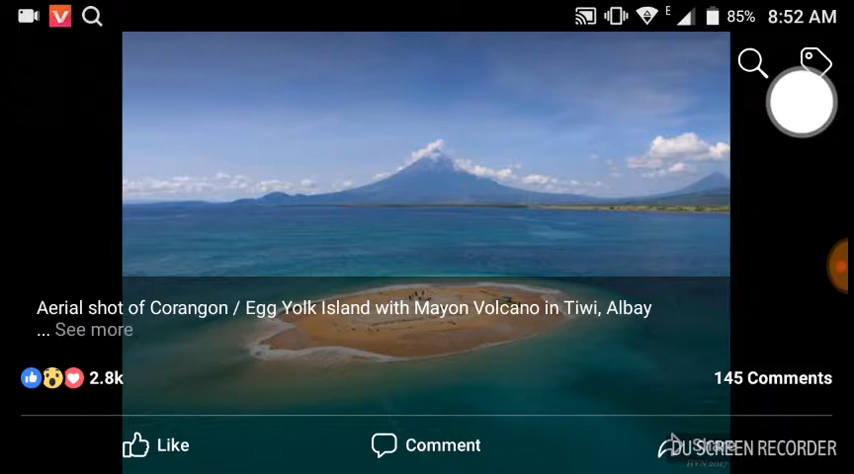 E 85% 8:52 AM
Aerial shot of Corangon / Egg Yolk Island with Mayon Volcano in Tiwi, Albay
... See more
2.8k 145 Comments
Like Comment Share
DU SCREEN RECORDER